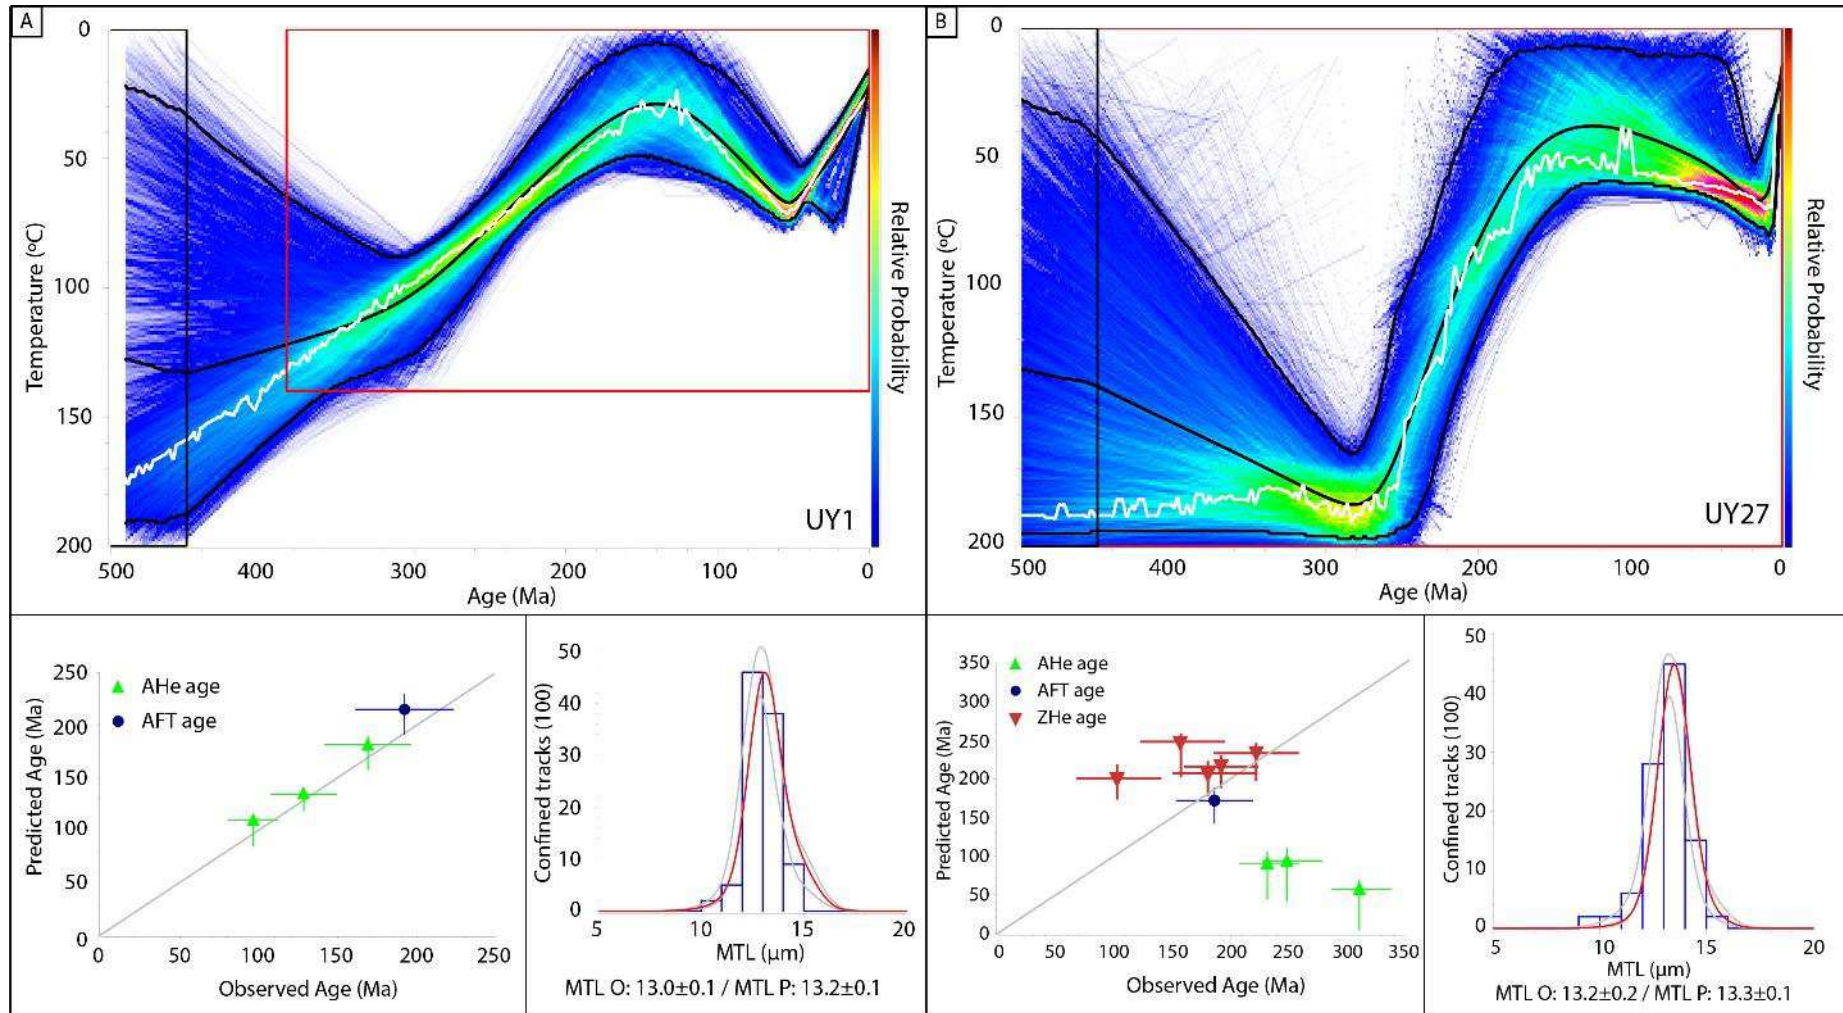 A
0
50
100
150
200
Temperature (ºC)
500
400
300
200
100
0
Age (Ma)
UY1
Relative Probability
B
0
50
100
150
200
Temperature (ºC)
500
400
300
200
100
0
Age (Ma)
UY27
Relative Probability
250
200
150
100
50
0
Predicted Age (Ma)
AHe age
AFT age
0
50
100
150
200
250
Observed Age (Ma)
50
40
30
20
10
0
Confined tracks (100)
5
10
15
20
MTL (µm)
MTL O: 13.0±0.1 / MTL P: 13.2±0.1
350
300
250
200
150
100
50
0
Predicted Age (Ma)
AHe age
AFT age
ZHe age
0
50
100
150
200
250
300
350
Observed Age (Ma)
50
40
30
20
10
0
Confined tracks (100)
5
10
15
20
MTL (µm)
MTL O: 13.2±0.2 / MTL P: 13.3±0.1